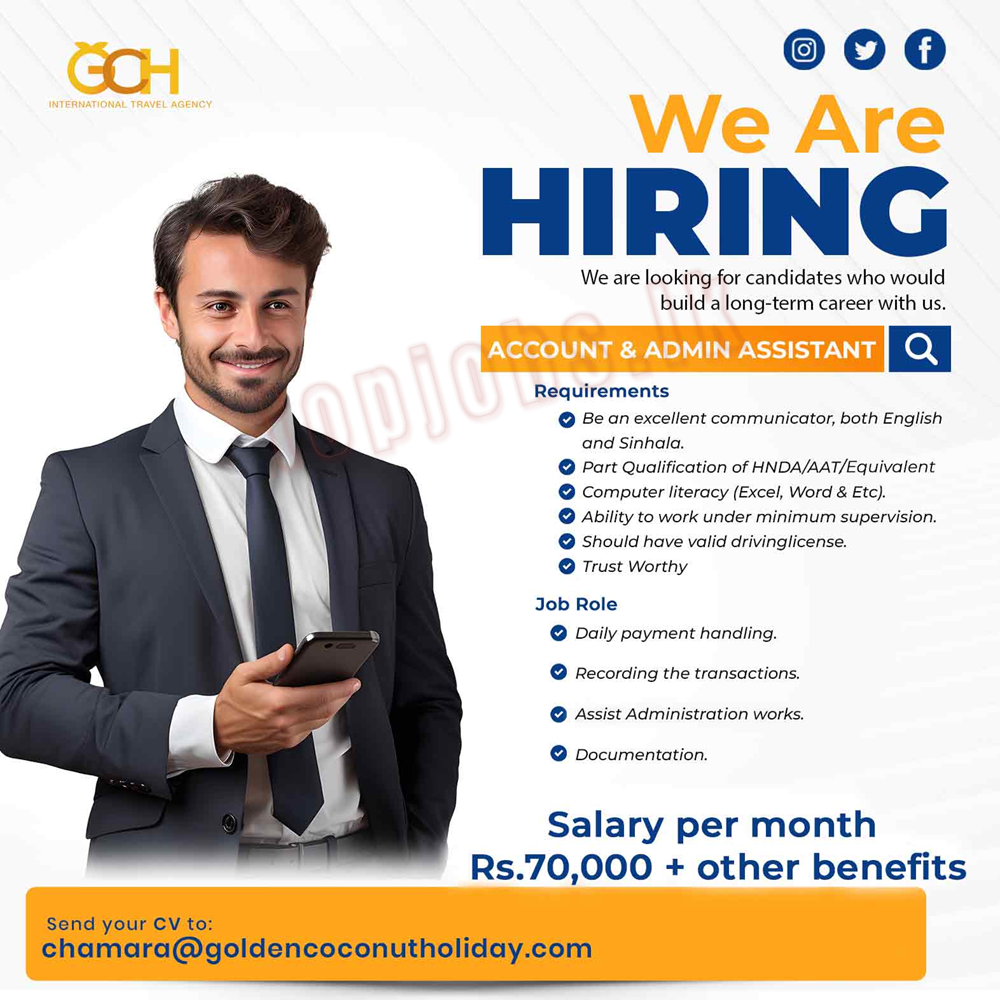 GCH
INTERNATIONAL TRAVEL AGENCY
We Are
HIRING
We are looking for candidates who would
build a long-term career with us.
topjobs.lk
ACCOUNT & ADMIN ASSISTANT
Requirements
Be an excellent communicator, both English
and Sinhala.
Part Qualification of HNDA/AAT/Equivalent
Computer literacy (Excel, Word & Etc).
Ability to work under minimum supervision.
Should have valid drivinglicense.
Trust Worthy
Job Role
Daily payment handling.
Recording the transactions.
Assist Administration works.
Documentation.
Salary per month
Rs.70,000 + other benefits
Send your CV to:
chamara@goldencoconutholiday.com